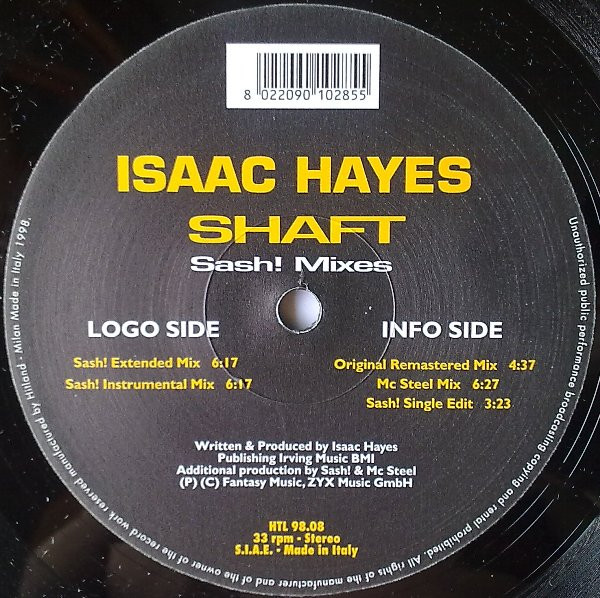 8 022090 102855
ISAAC HAYES
SHAFT
Sash! Mixes
LOGO SIDE
Sash! Extended Mix 6:17
Sash! Instrumental Mix 6:17
INFO SIDE
Original Remastered Mix 4:37
Mc Steel Mix 6:27
Sash! Single Edit 3:23
Written & Produced by Isaac Hayes
Publishing Irving Music BMI
Additional production by Sash! & Mc Steel
(P) (C) Fantasy Music, ZYX Music GmbH
HTL 98.08
33 rpm - Stereo
S.I.A.E. - Made in Italy
Unauthorized public performance broadcasting copying and rental prohibited. All rights of the manufacturer and of the owner of the record work reserved manufactured by Hitland - Milan Made in Italy 1998.